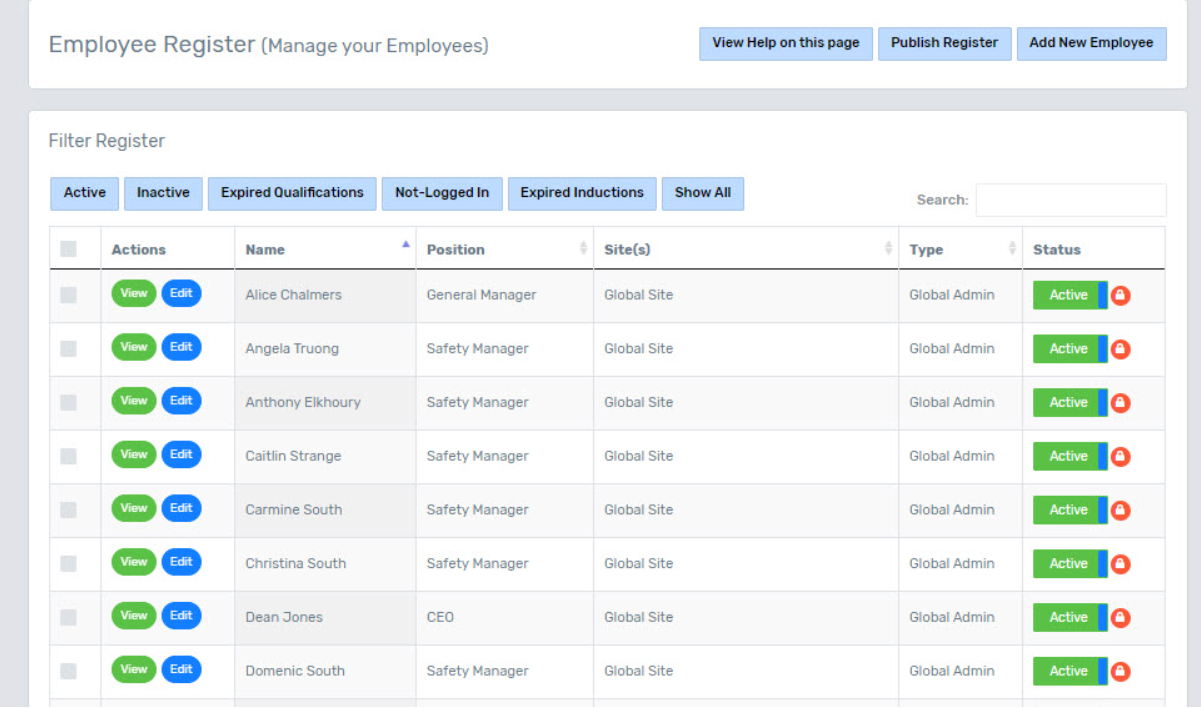 Employee Register (Manage your Employees)
View Help on this page Publish Register Add New Employee
Filter Register
Active Inactive Expired Qualifications Not-Logged In Expired Inductions Show All
Search:
Actions Name Position Site(s) Type Status
View Edit Alice Chalmers General Manager Global Site Global Admin Active
View Edit Angela Truong Safety Manager Global Site Global Admin Active
View Edit Anthony Elkhoury Safety Manager Global Site Global Admin Active
View Edit Caitlin Strange Safety Manager Global Site Global Admin Active
View Edit Carmine South Safety Manager Global Site Global Admin Active
View Edit Christina South Safety Manager Global Site Global Admin Active
View Edit Dean Jones CEO Global Site Global Admin Active
View Edit Domenic South Safety Manager Global Site Global Admin Active